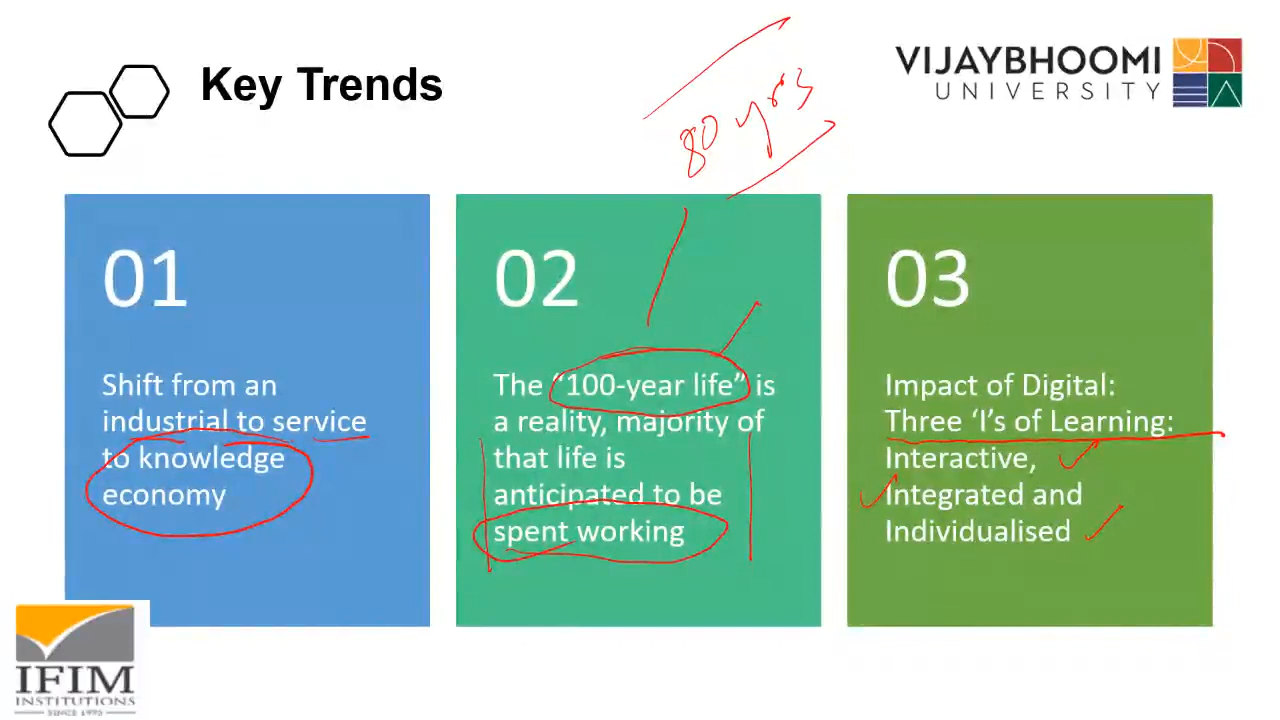 Key Trends
VIJAYBHOOMI
UNIVERSITY
80 yrs
01
Shift from an
industrial to service
to knowledge
economy
02
The “100-year life” is
a reality, majority of
that life is
anticipated to be
spent working
03
Impact of Digital:
Three ‘I’s of Learning:
Interactive,
Integrated and
Individualised
IFIM
INSTITUTIONS
SINCE 1995